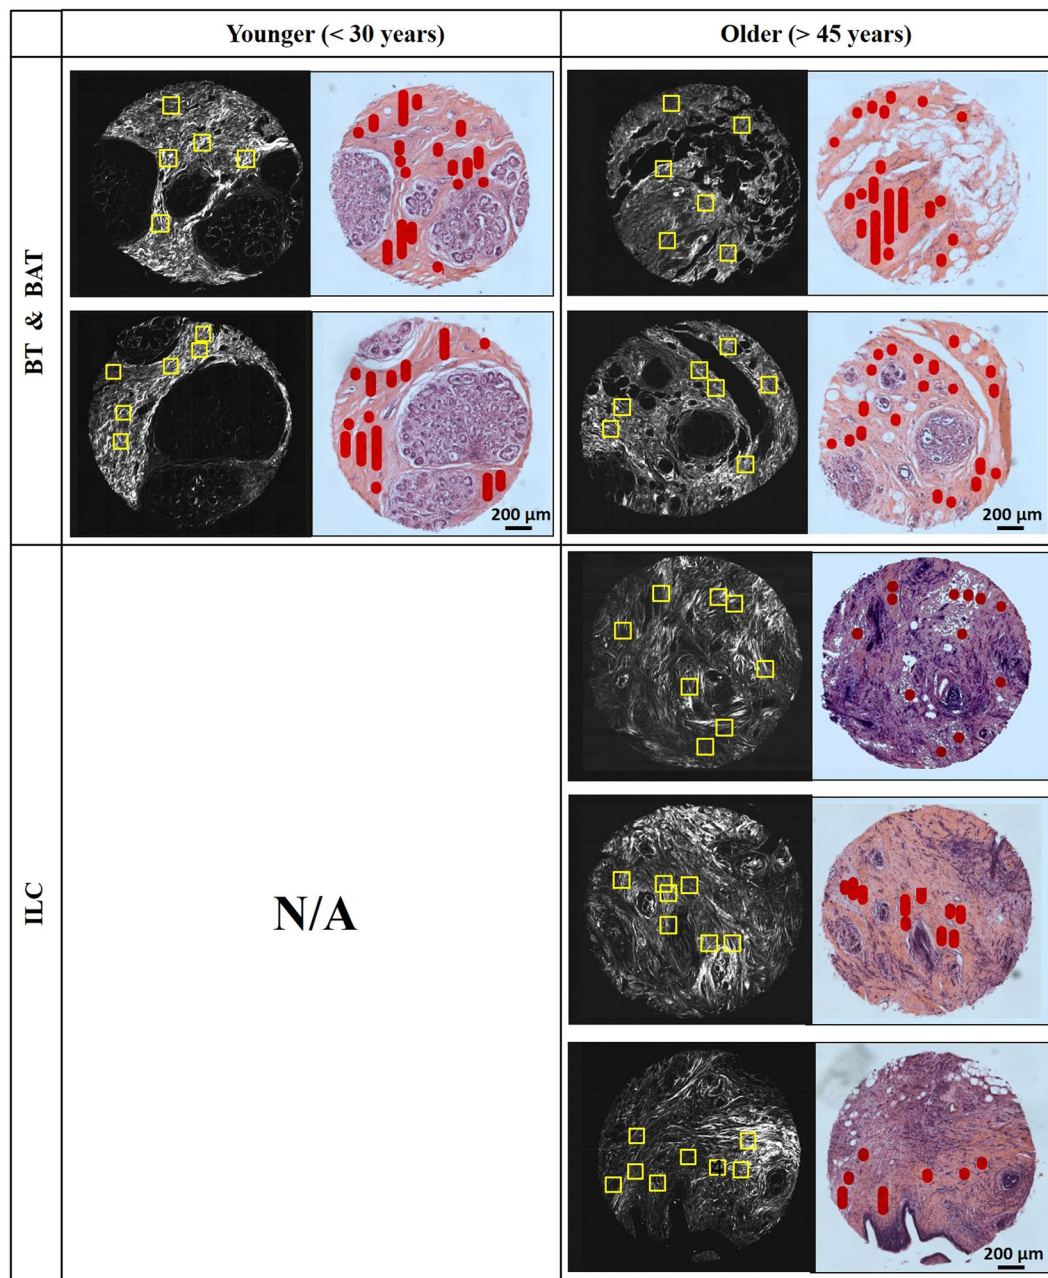 Younger (< 30 years)
Older (> 45 years)
BT & BAT
200 µm
200 µm
ILC
N/A
200 µm